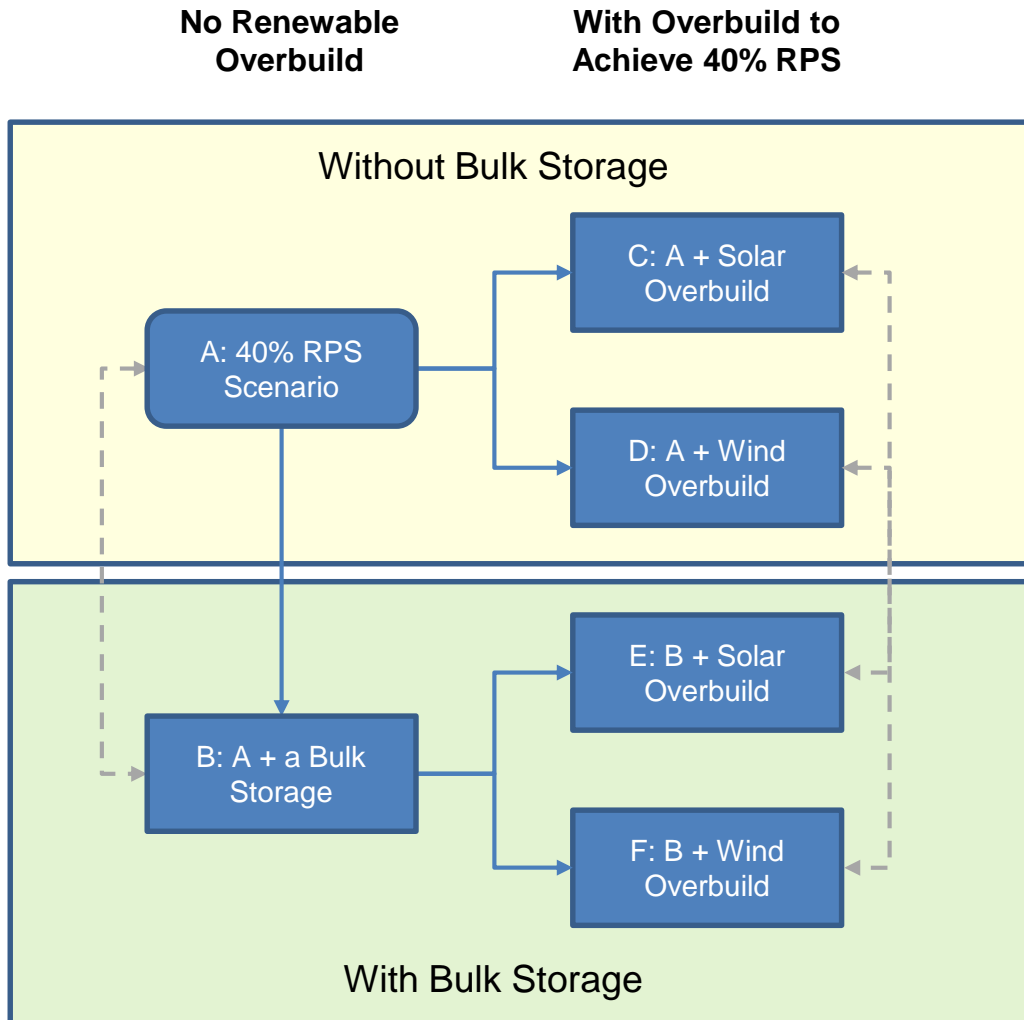 No Renewable
Overbuild
With Overbuild to
Achieve 40% RPS
Without Bulk Storage
C: A + Solar
Overbuild
A: 40% RPS
Scenario
D: A + Wind
Overbuild
E: B + Solar
Overbuild
B: A + a Bulk
Storage
F: B + Wind
Overbuild
With Bulk Storage